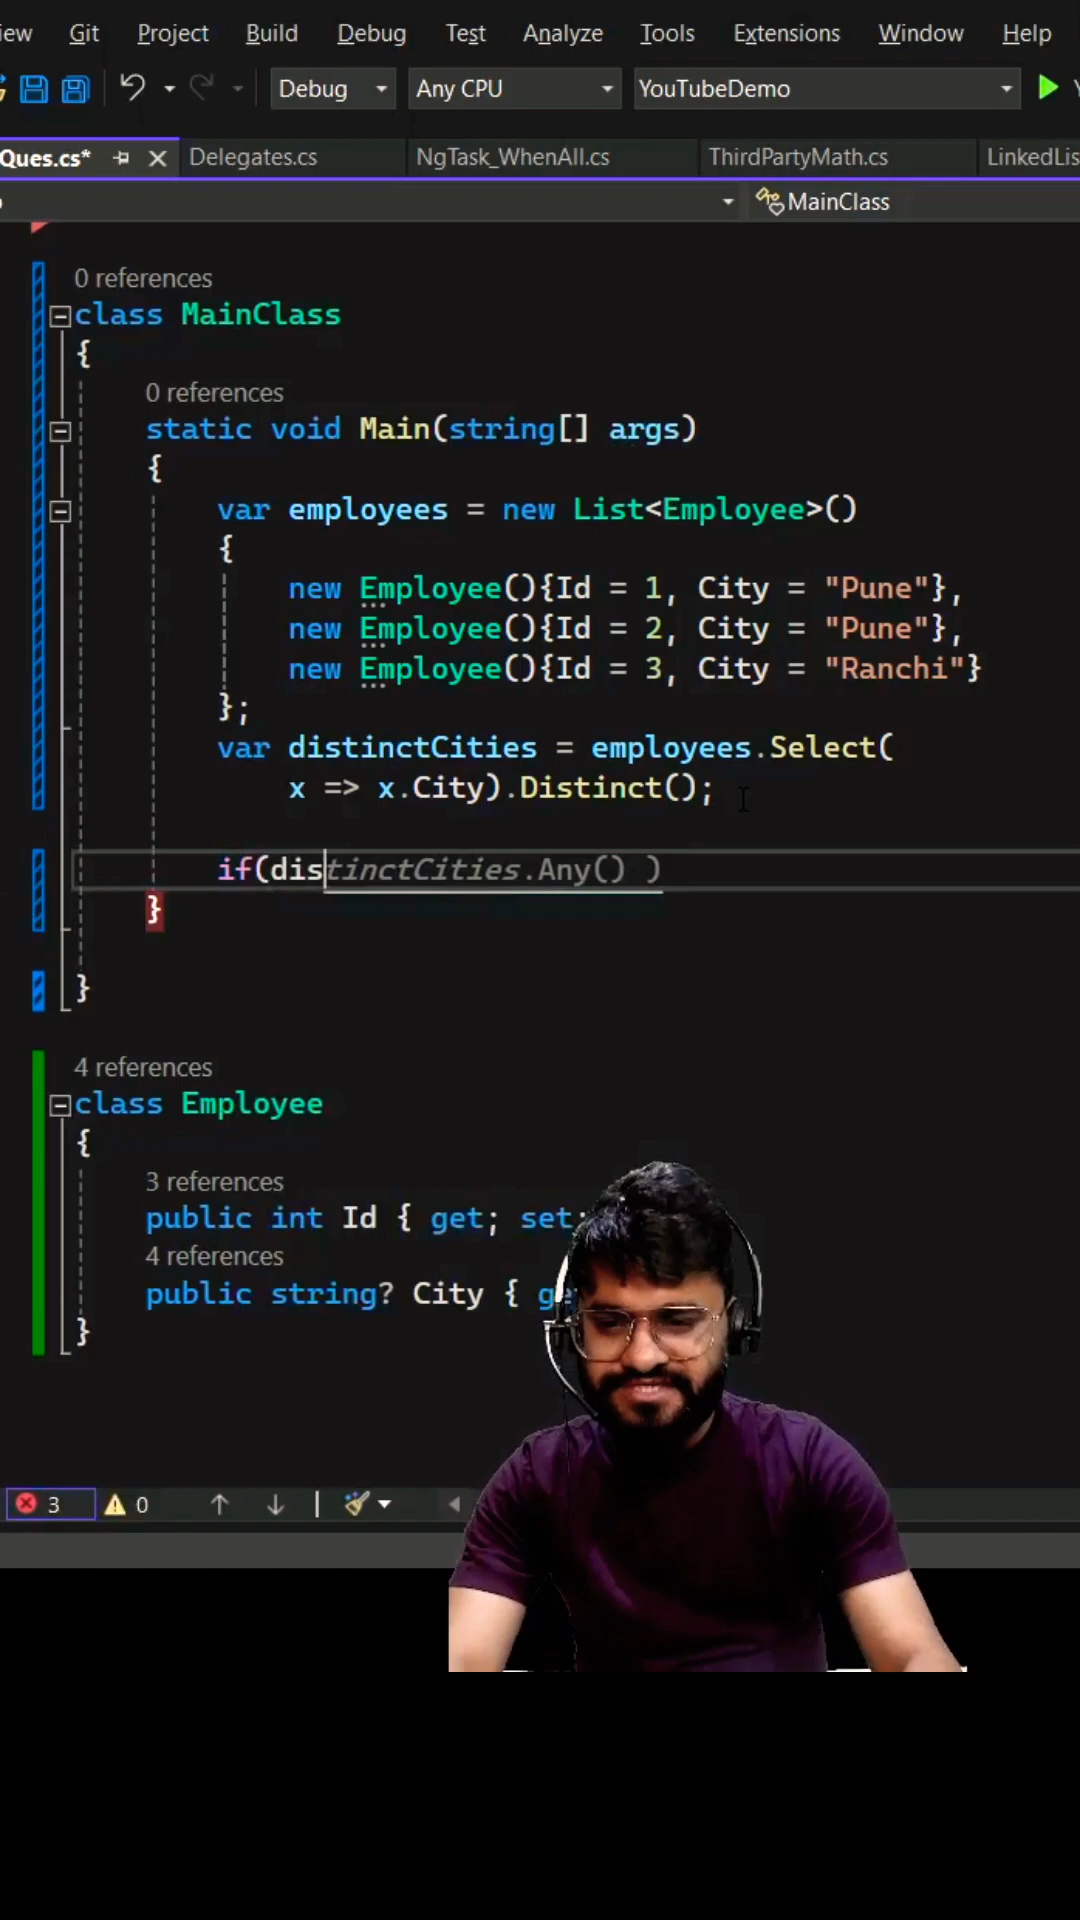 iew Git Project Build Debug Test Analyze Tools Extensions Window Help
Debug Any CPU YouTubeDemo
Ques.cs* Delegates.cs NgTask_WhenAll.cs ThirdPartyMath.cs LinkedLis
MainClass
0 references
class MainClass
{
0 references
static void Main(string[] args)
{
var employees = new List<Employee>()
{
new Employee(){Id = 1, City = "Pune"},
new Employee(){Id = 2, City = "Pune"},
new Employee(){Id = 3, City = "Ranchi"}
};
var distinctCities = employees.Select(
x => x.City).Distinct();
if(distinctCities.Any() )
}
}
4 references
class Employee
{
3 references
public int Id { get; set;
4 references
public string? City { ge
}
3 0